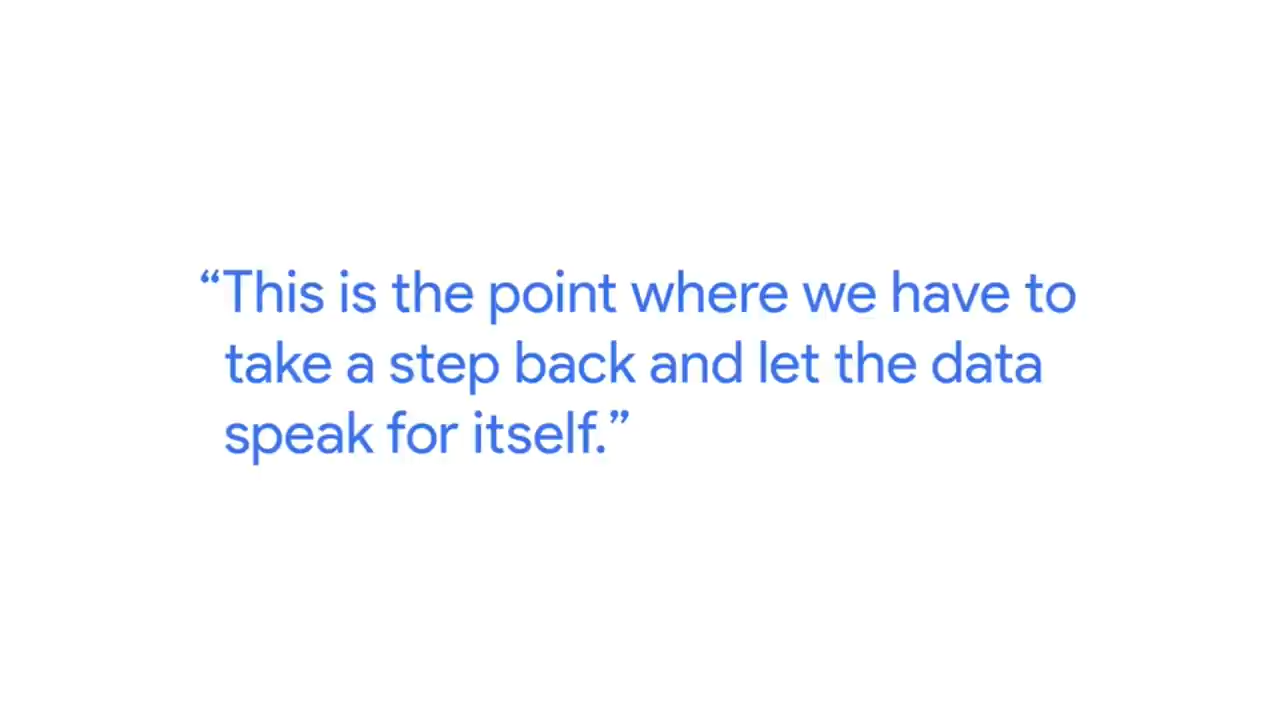 “This is the point where we have to
take a step back and let the data
speak for itself.”